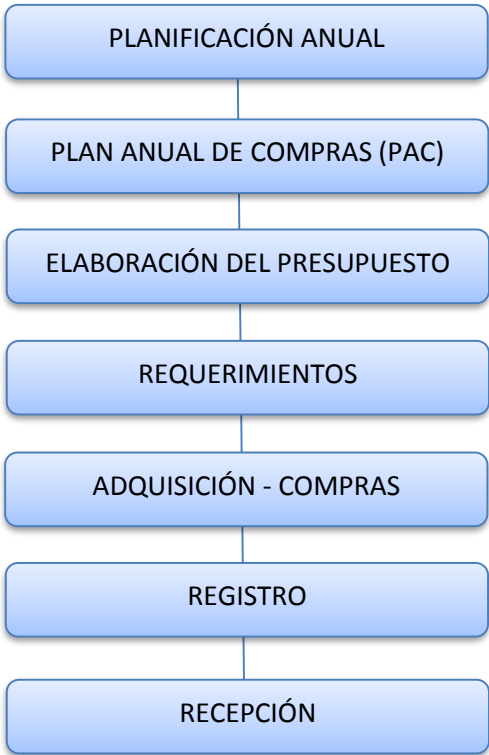 PLANIFICACIÓN ANUAL
PLAN ANUAL DE COMPRAS (PAC)
ELABORACIÓN DEL PRESUPUESTO
REQUERIMIENTOS
ADQUISICIÓN - COMPRAS
REGISTRO
RECEPCIÓN